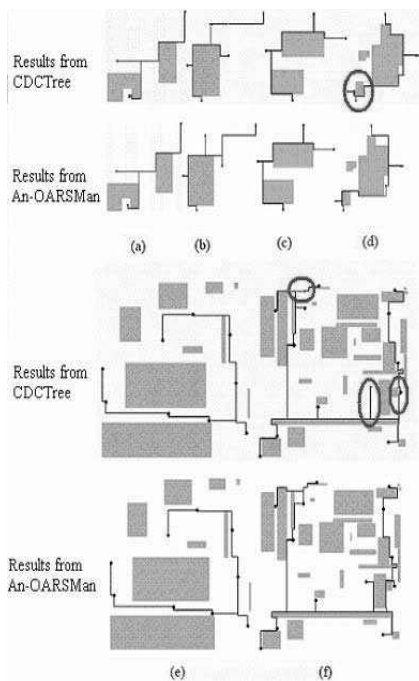 Results from
CDCTree
Results from
An-OARSMan
(a) (b) (c) (d)
Results from
CDCTree
Results from
An-OARSMan
(e) (f)